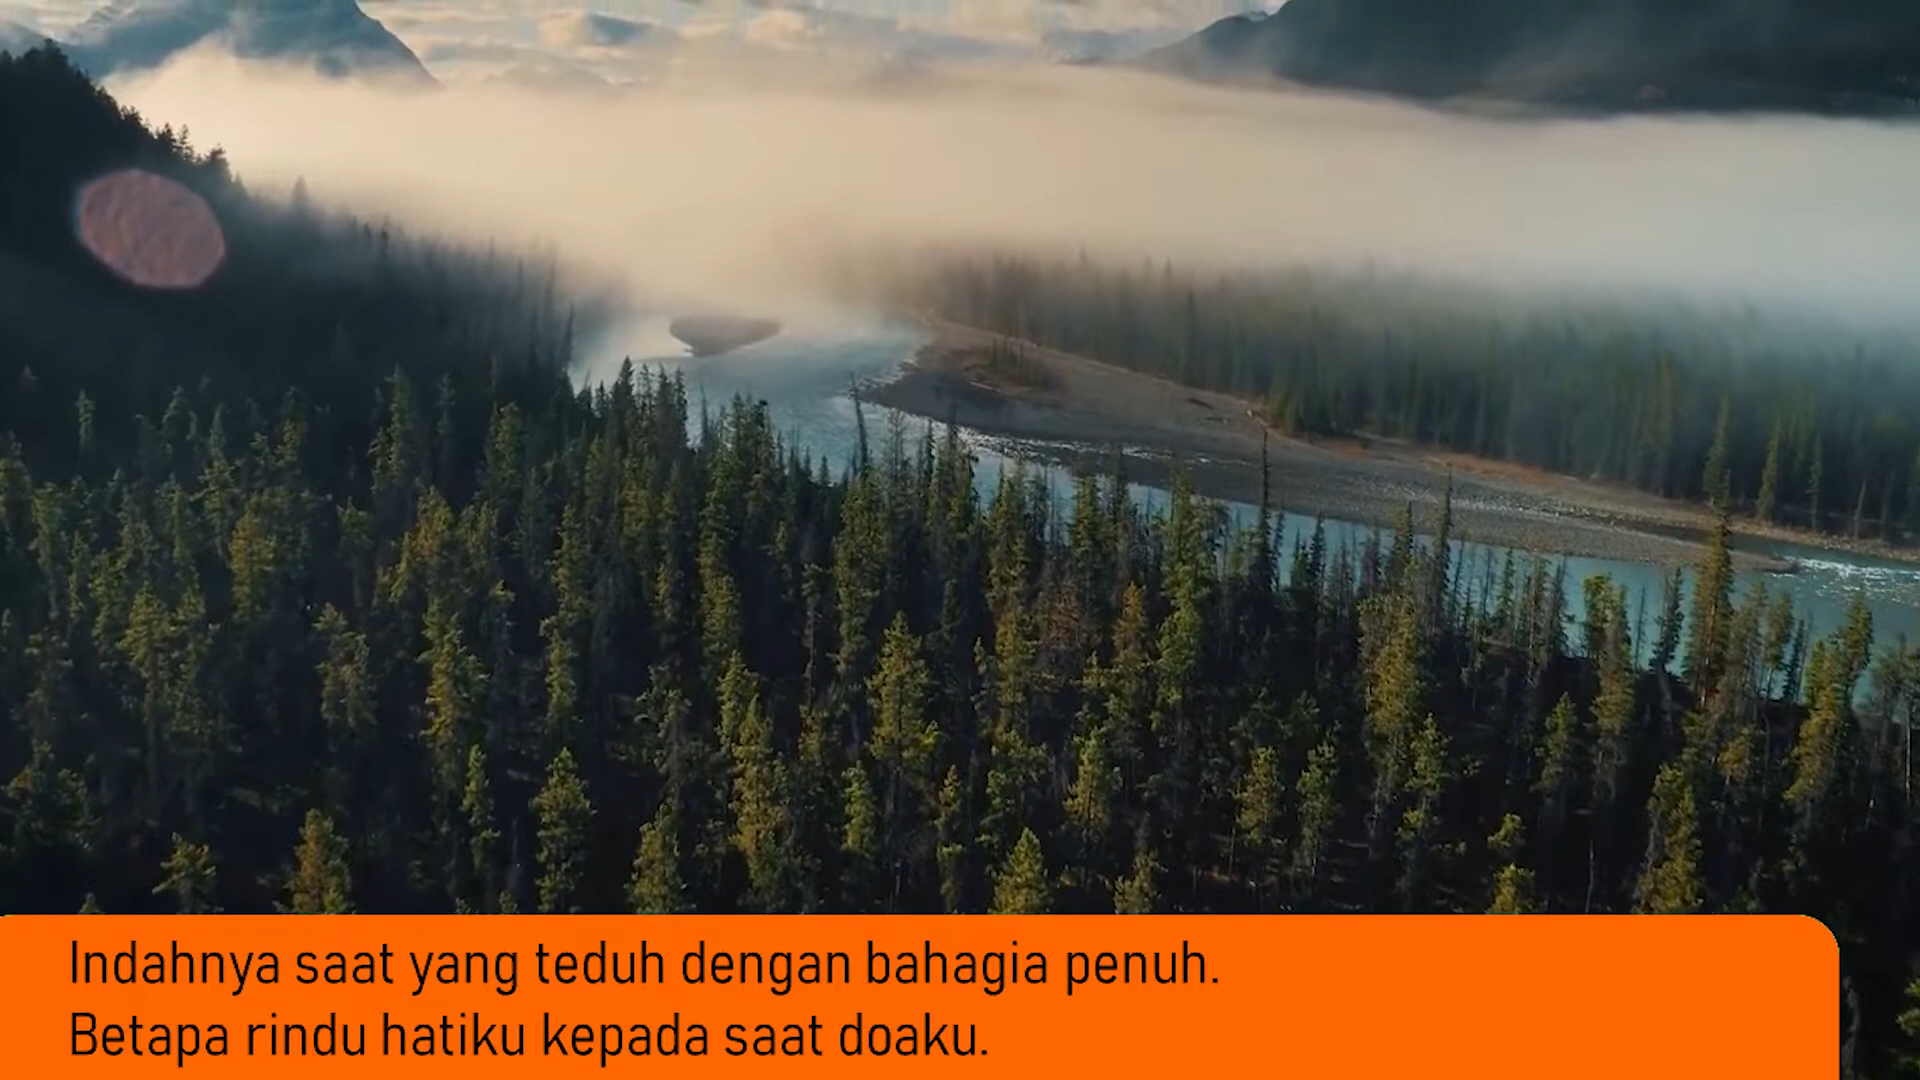 Indahnya saat yang teduh dengan bahagia penuh.
Betapa rindu hatiku kepada saat doaku.